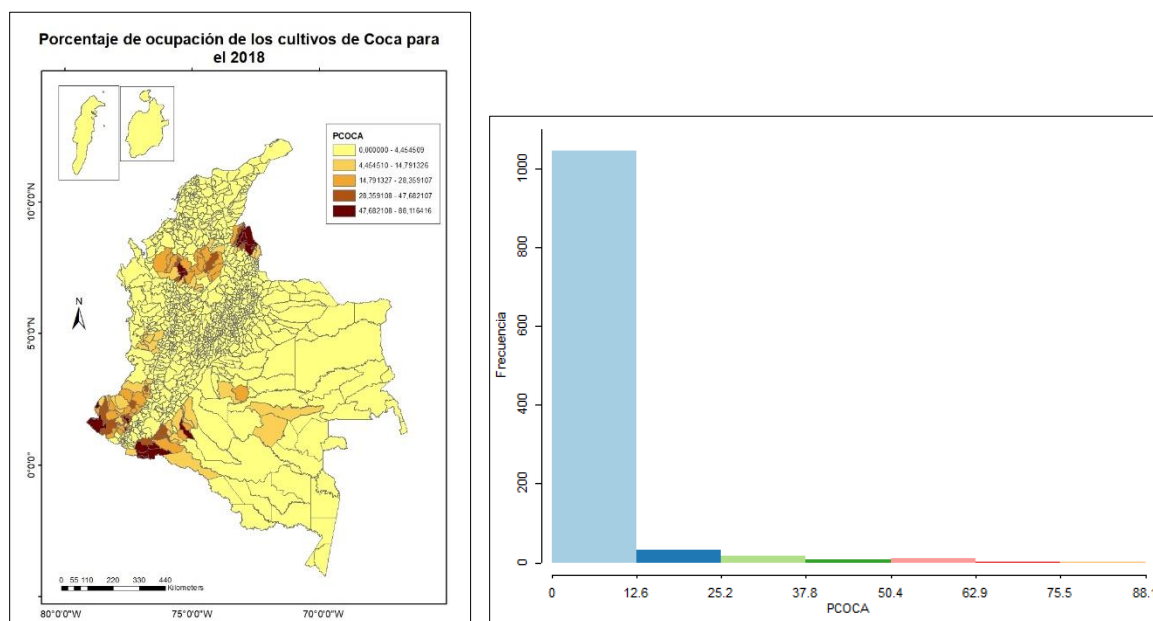 Porcentaje de ocupación de los cultivos de Coca para
el 2018
PCOCA
0,000000 - 4,454509
4,454510 - 14,791326
14,791327 - 28,359107
28,359108 - 47,682107
47,682108 - 88,116416
10°0'0"N
5°0'0"N
0°0'0"
N
0 55 110 220 330 440
Kilometers
80°0'0"W 75°0'0"W 70°0'0"W
Frecuencia
1000
800
600
400
200
0
0 12.6 25.2 37.8 50.4 62.9 75.5 88.1
PCOCA